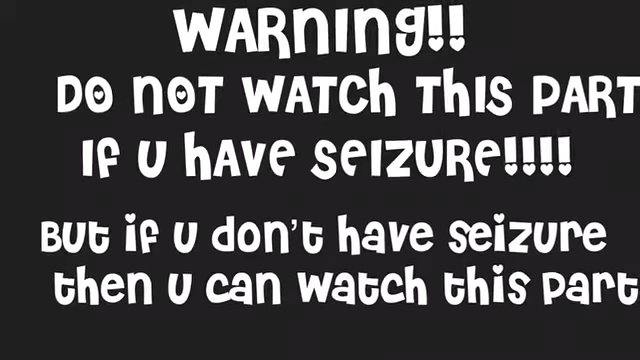 WARNING!!
DO NOT WATCH THIS PART
IF U HAVE SEIZURE!!!!
But if u don't have seizure
then u can watch this part